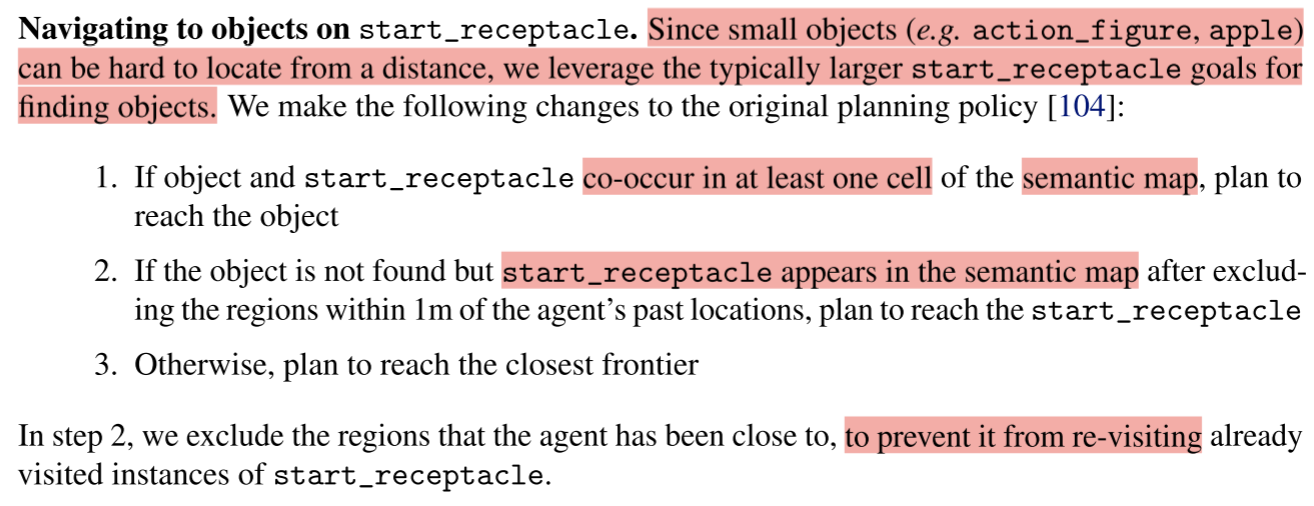 Navigating to objects on start_receptacle. Since small objects (e.g. action_figure, apple)
can be hard to locate from a distance, we leverage the typically larger start_receptacle goals for
finding objects. We make the following changes to the original planning policy [104]:
1. If object and start_receptacle co-occur in at least one cell of the semantic map, plan to
reach the object
2. If the object is not found but start_receptacle appears in the semantic map after exclud-
ing the regions within 1m of the agent's past locations, plan to reach the start_receptacle
3. Otherwise, plan to reach the closest frontier
In step 2, we exclude the regions that the agent has been close to, to prevent it from re-visiting already
visited instances of start_receptacle.